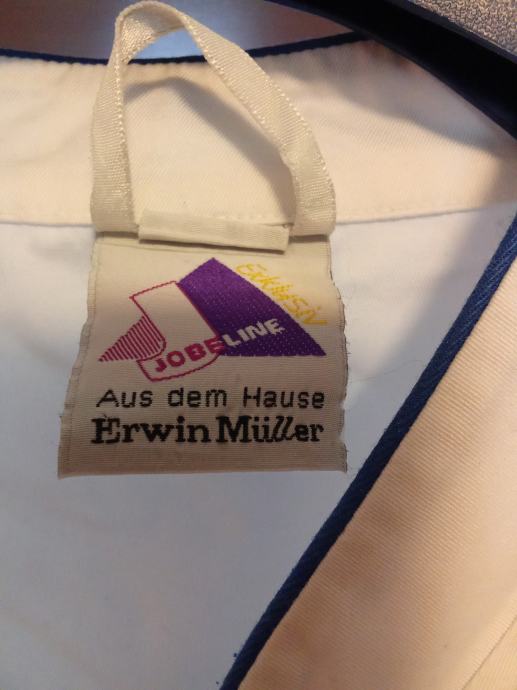 Exklusiv
JOBELINE
Aus dem Hause
Erwin Müller